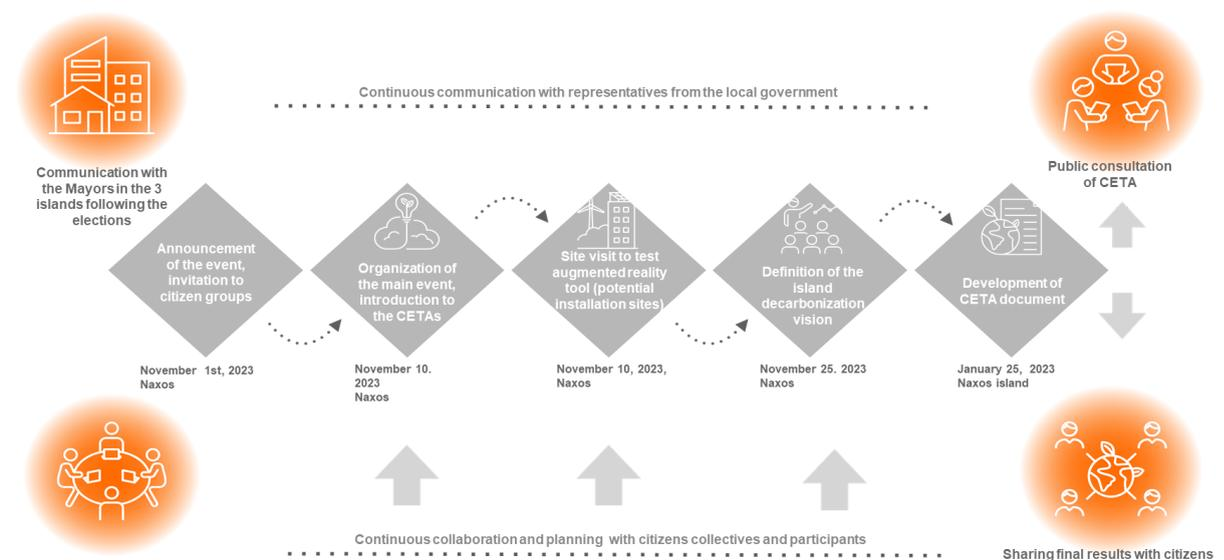 Continuous communication with representatives from the local government
Communication with
the Mayors in the 3
islands following the
elections
Public consultation
of CETA
Announcement
of the event,
invitation to
citizen groups
Organization of
the main event,
introduction to
the CETAs
Site visit to test
augmented reality
tool (potential
installation sites)
Definition of the
island
decarbonization
vision
Development of
CETA document
November 1st, 2023
Naxos
November 10.
2023
Naxos
November 10, 2023,
Naxos
November 25. 2023
Naxos
January 25, 2023
Naxos island
Continuous collaboration and planning with citizens collectives and participants
Sharing final results with citizens